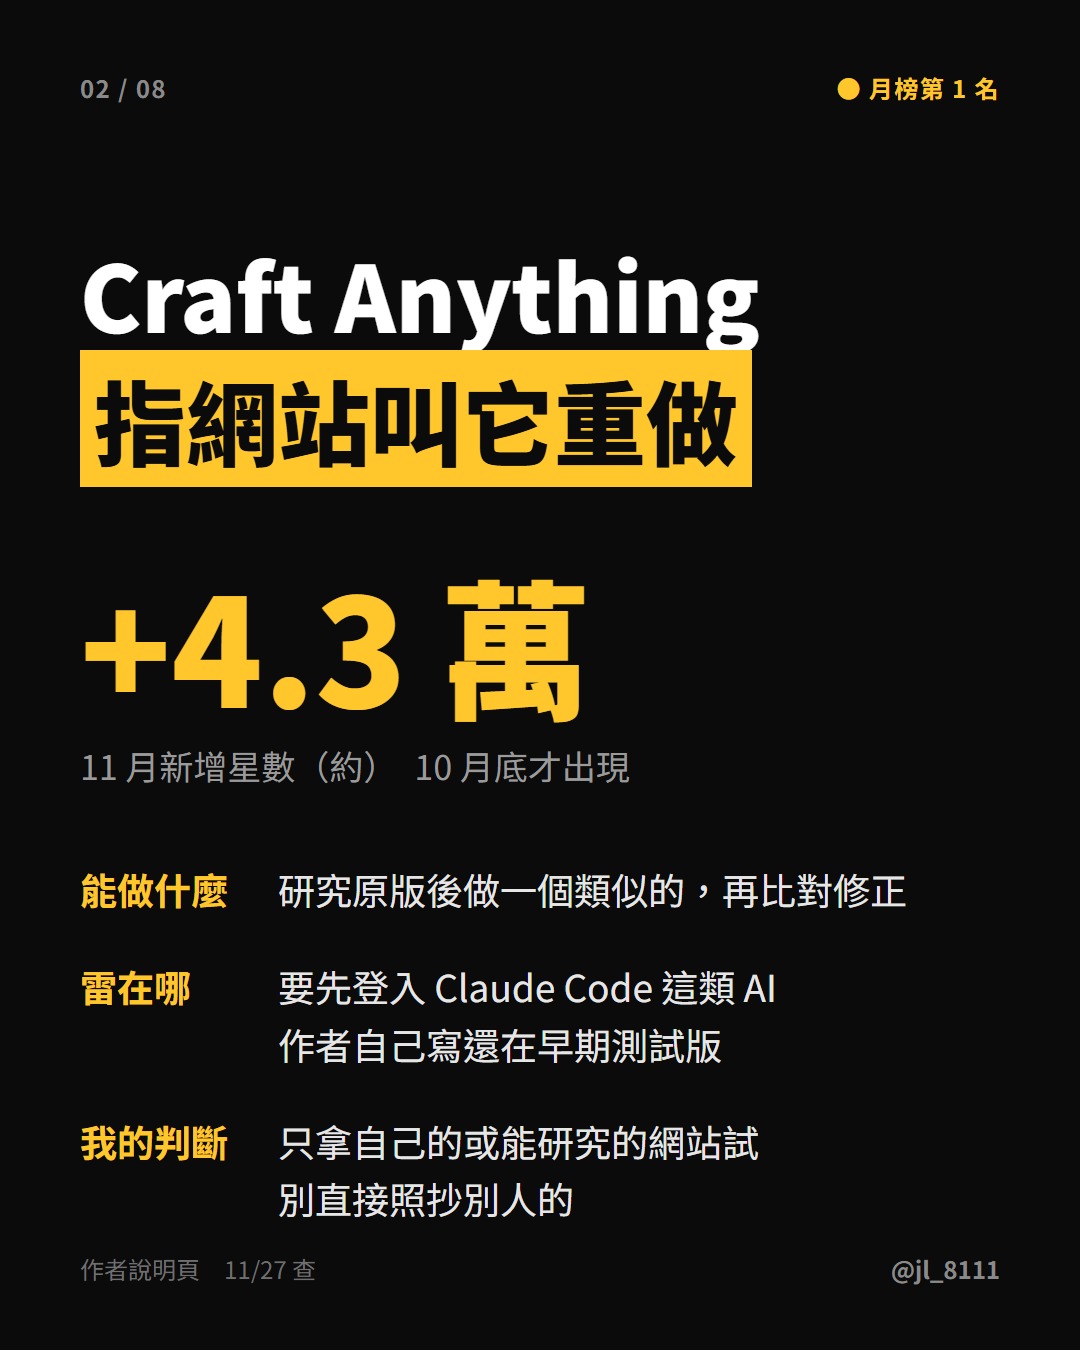 02 / 08
● 月榜第 1 名
Craft Anything
指網站叫它重做
+4.3 萬
11 月新增星數（約） 10 月底才出現
能做什麼 研究原版後做一個類似的，再比對修正
雷在哪 要先登入 Claude Code 這類 AI
作者自己寫還在早期測試版
我的判斷 只拿自己的或能研究的網站試
別直接照抄別人的
作者說明頁 11/27 查
@jl_8111